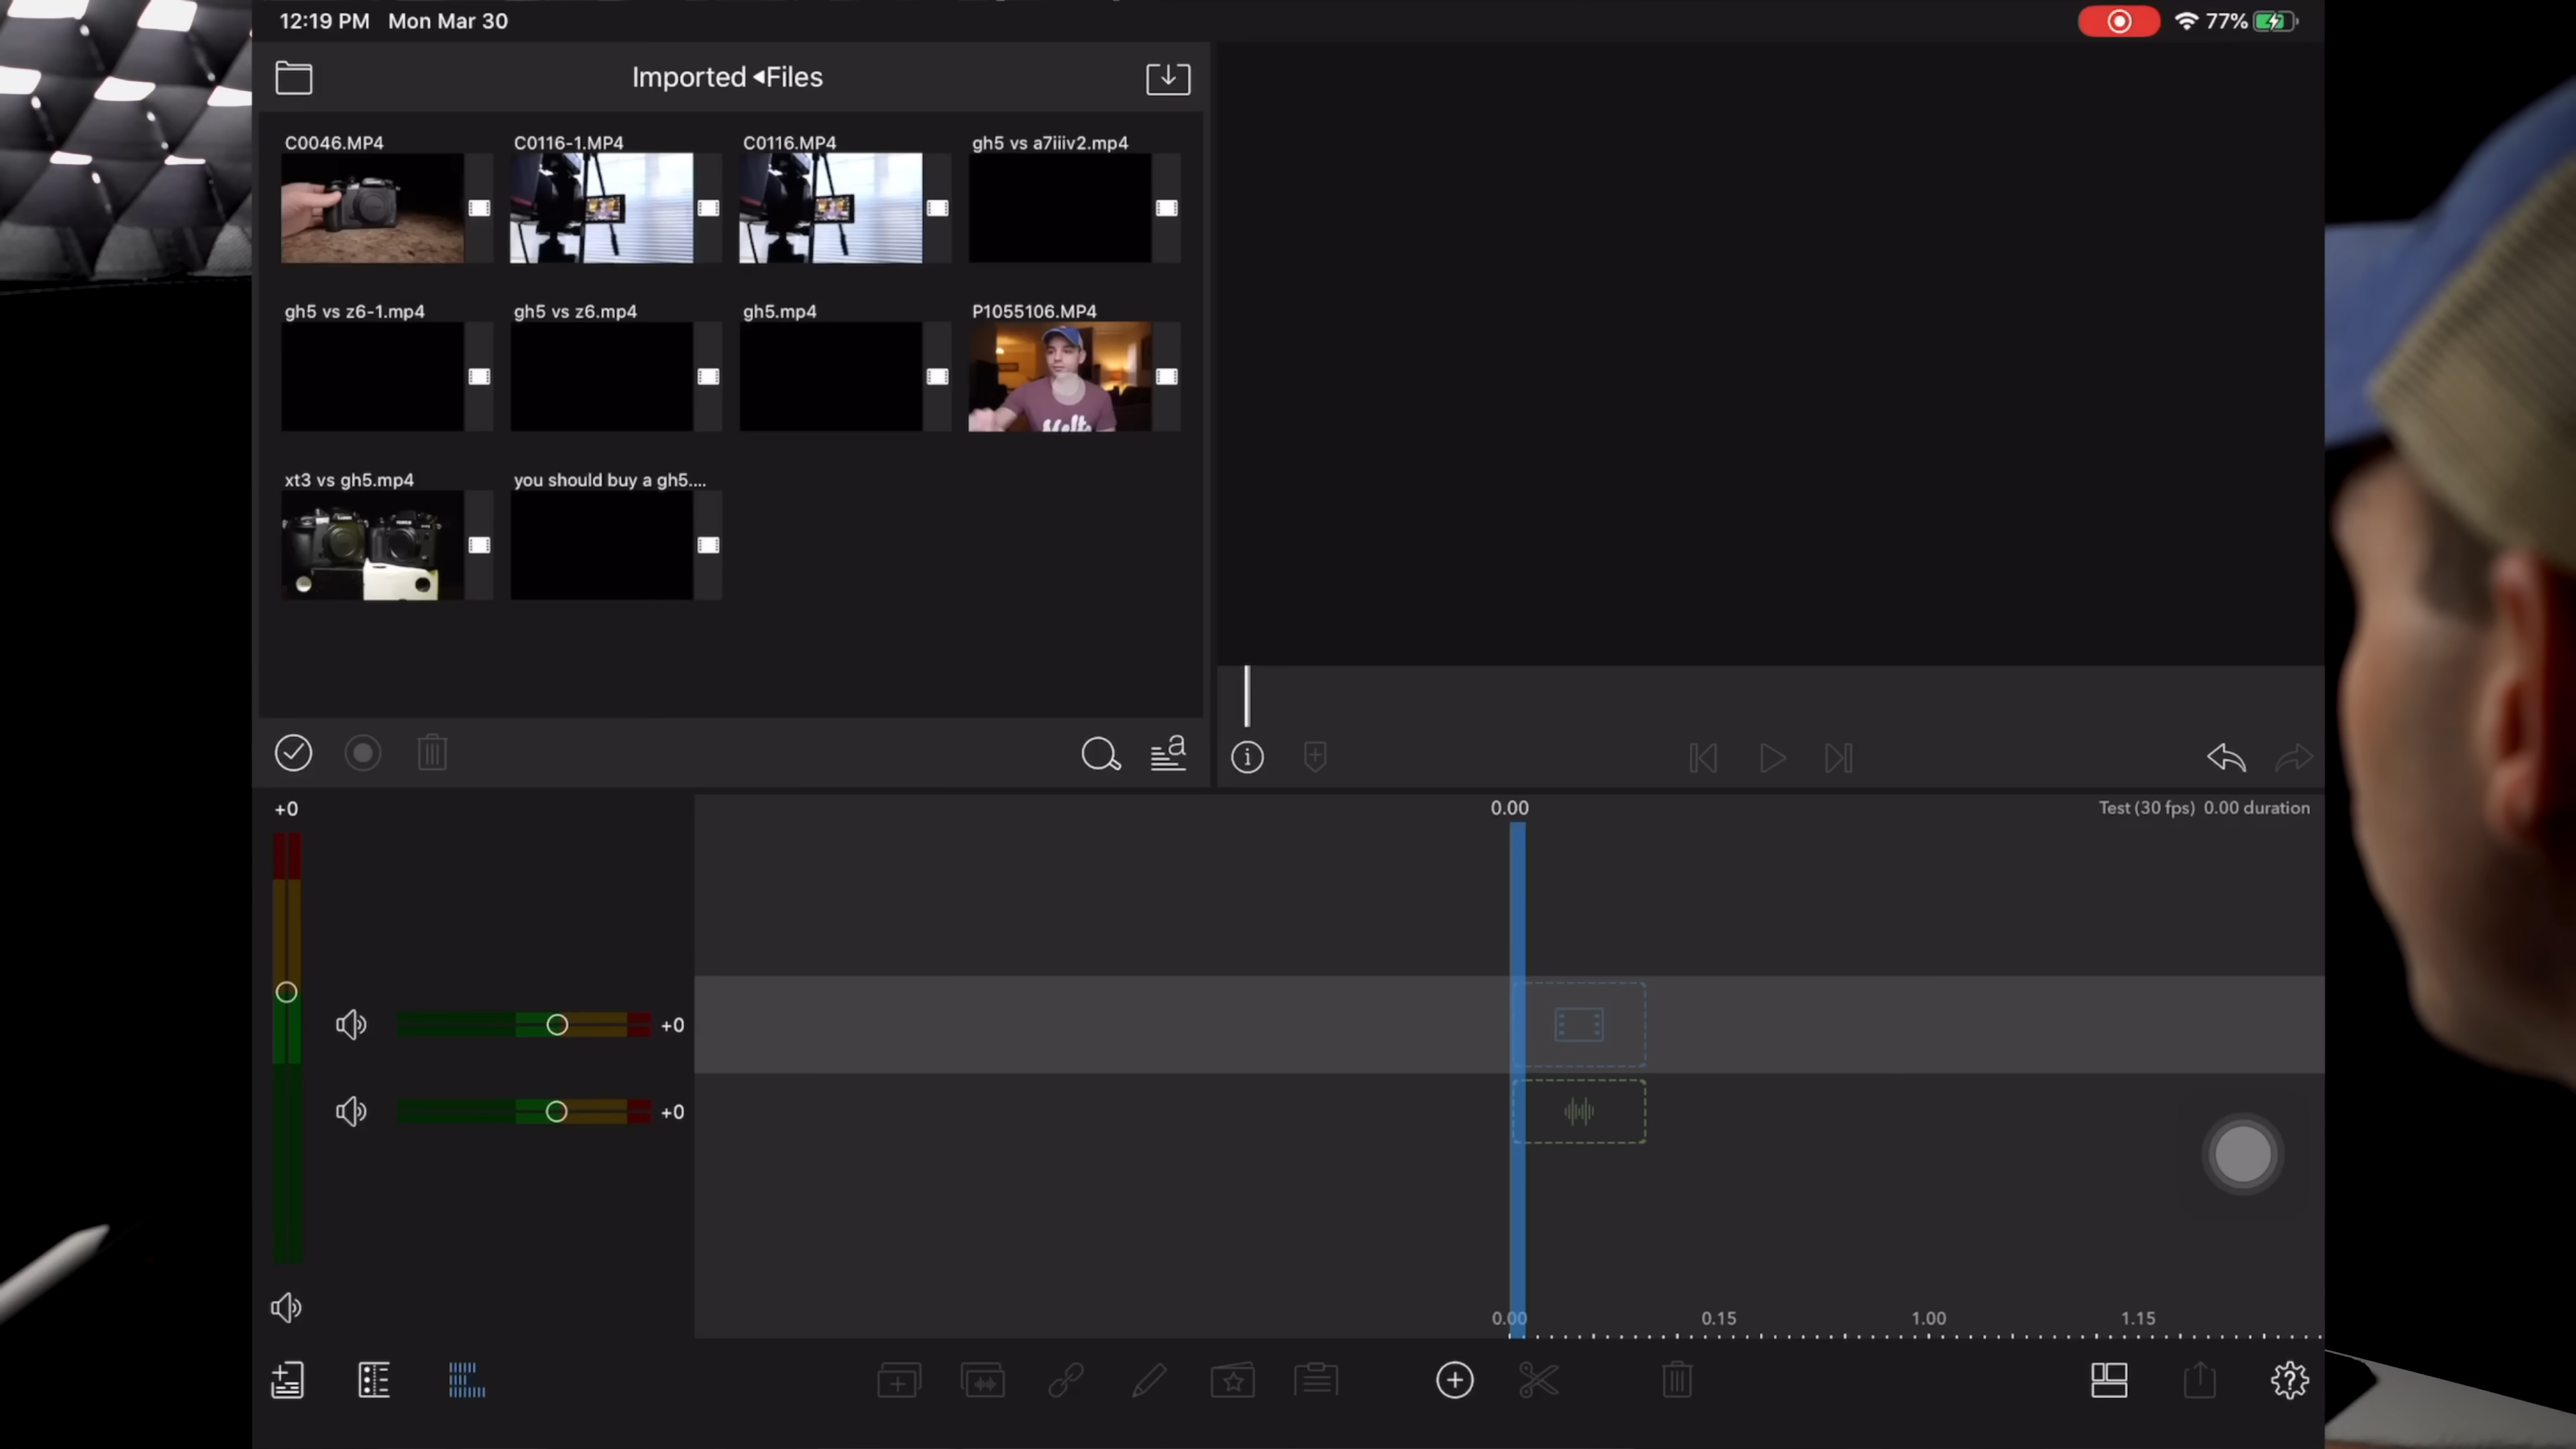 12:19 PM Mon Mar 30
77%
Imported ◂Files
C0046.MP4
C0116-1.MP4
C0116.MP4
gh5 vs a7iiiv2.mp4
gh5 vs z6-1.mp4
gh5 vs z6.mp4
gh5.mp4
P1055106.MP4
xt3 vs gh5.mp4
you should buy a gh5....
+0
0.00
Test (30 fps) 0.00 duration
+0
+0
0.00
0.15
1.00
1.15